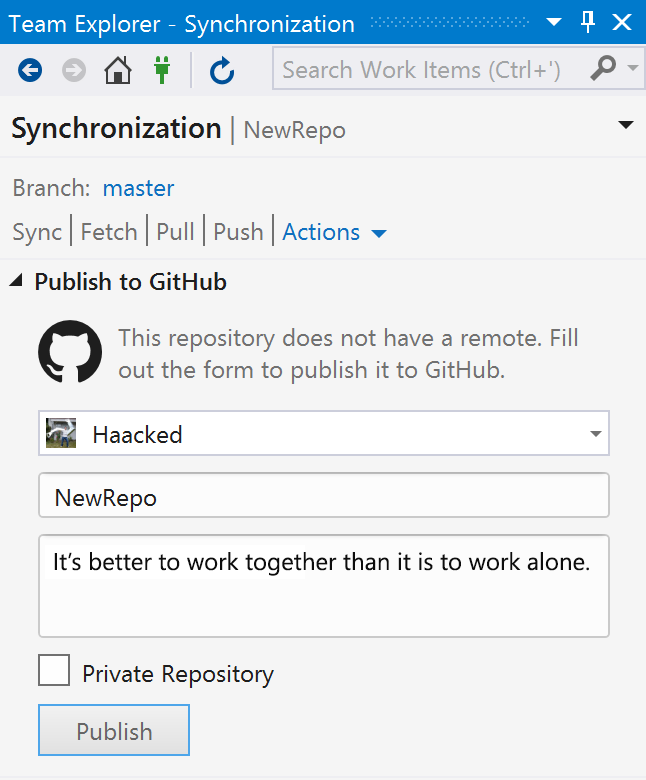 Team Explorer - Synchronization
Search Work Items (Ctrl+')
Synchronization | NewRepo
Branch: master
Sync | Fetch | Pull | Push | Actions
Publish to GitHub
This repository does not have a remote. Fill
out the form to publish it to GitHub.
Haacked
NewRepo
It’s better to work together than it is to work alone.
Private Repository
Publish